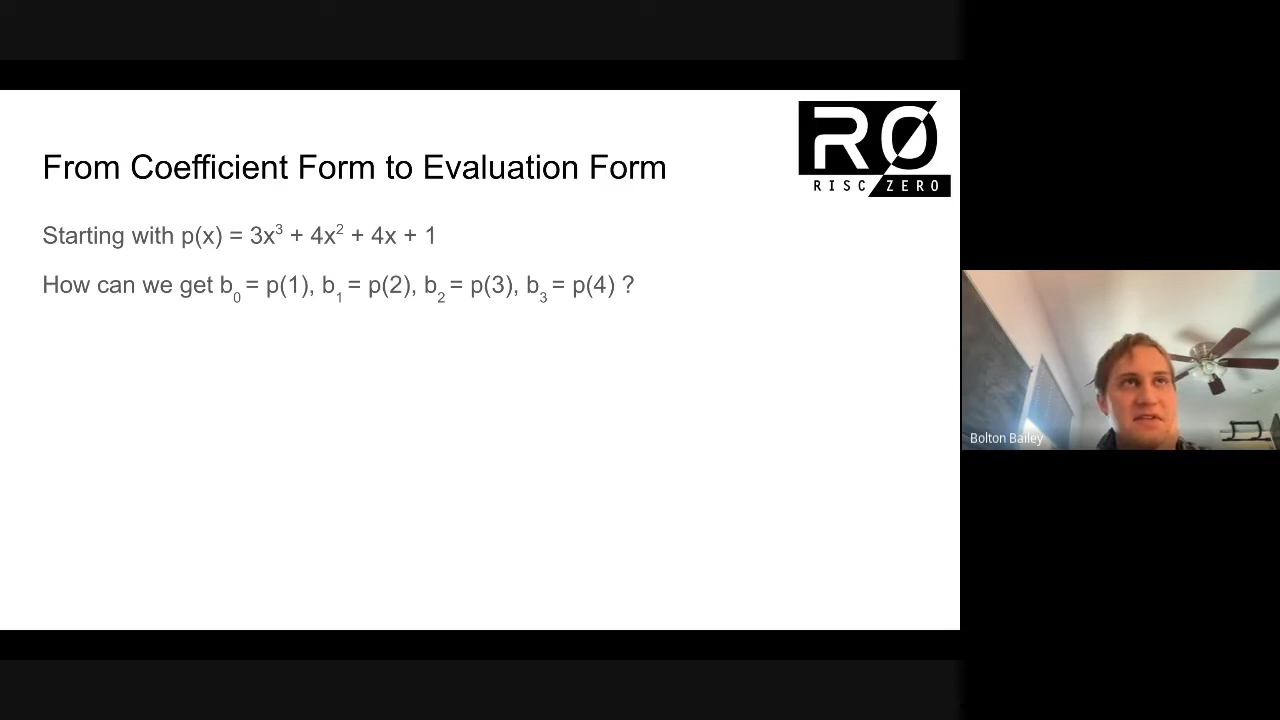 RØ
RISC ZERO
From Coefficient Form to Evaluation Form
Starting with p(x) = 3x³ + 4x² + 4x + 1
How can we get b₀ = p(1), b₁ = p(2), b₂ = p(3), b₃ = p(4) ?
Bolton Bailey